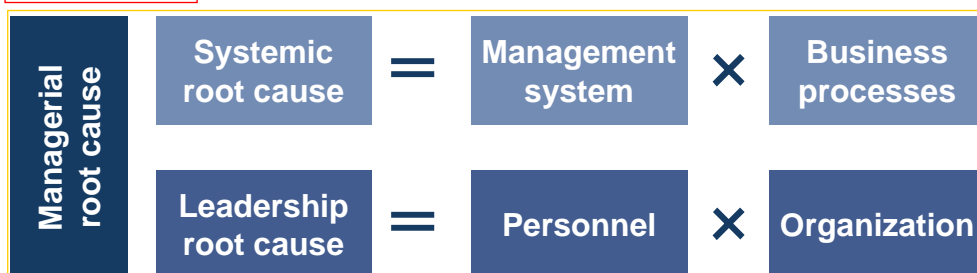 Managerial
root cause
Systemic
root cause
=
Management
system
×
Business
processes
Leadership
root cause
=
Personnel
×
Organization